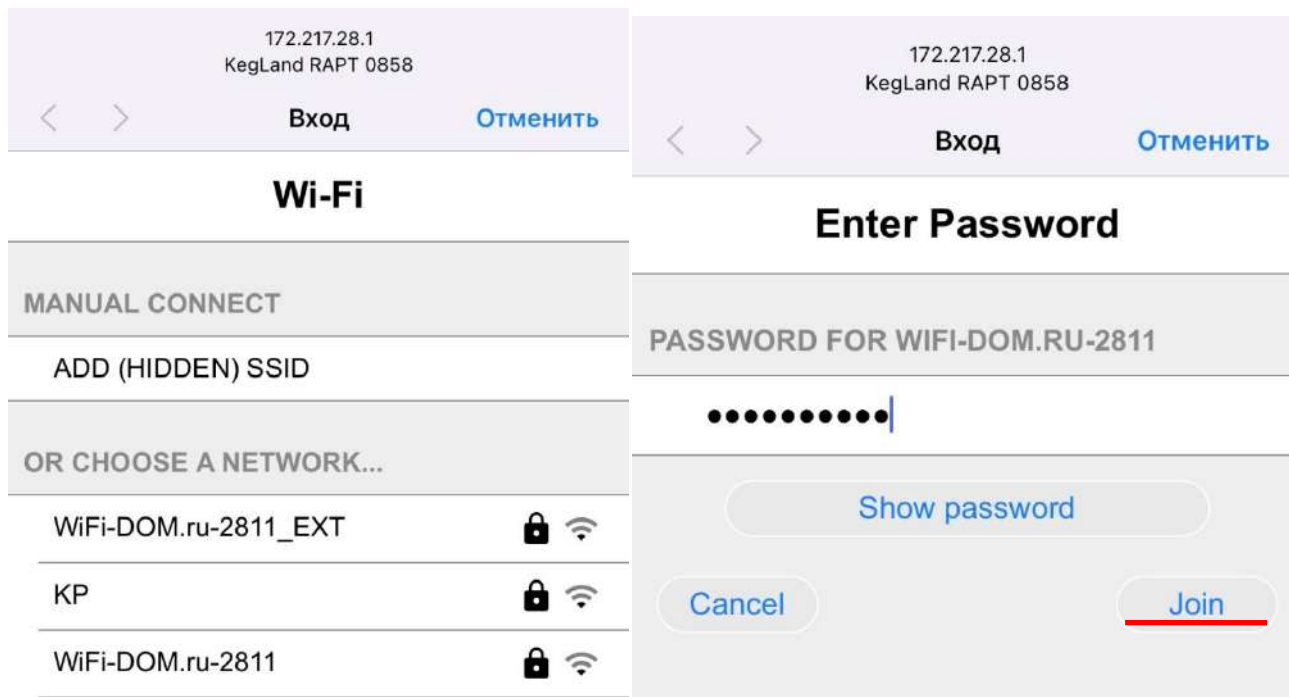 172.217.28.1
KegLand RAPT 0858
Вход
Отменить
Wi-Fi
MANUAL CONNECT
ADD (HIDDEN) SSID
OR CHOOSE A NETWORK...
WiFi-DOM.ru-2811_EXT
KP
WiFi-DOM.ru-2811
172.217.28.1
KegLand RAPT 0858
Вход
Отменить
Enter Password
PASSWORD FOR WIFI-DOM.RU-2811
••••••••••
Show password
Cancel
Join